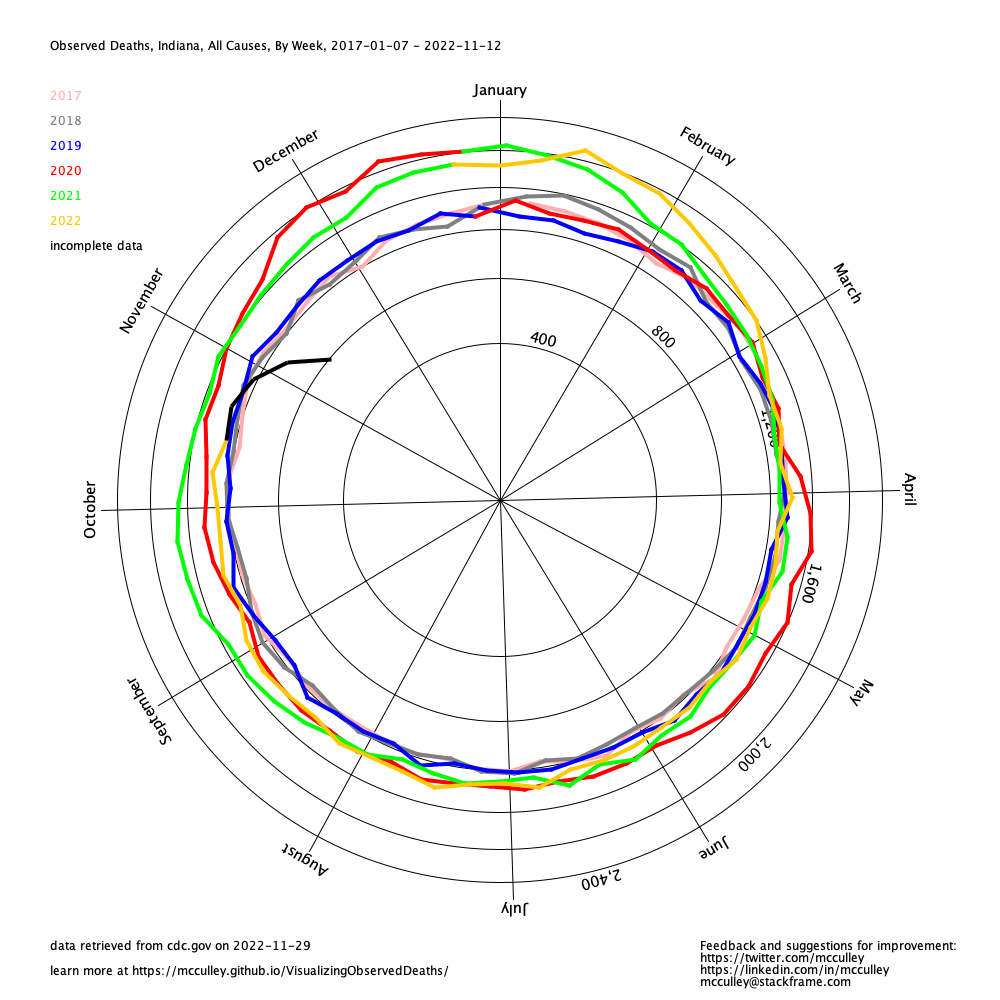 Observed Deaths, Indiana, All Causes, By Week, 2017-01-07 - 2022-11-12
2017
2018
2019
2020
2021
2022
incomplete data
January
February
March
April
May
June
July
August
September
October
November
December
400
800
1,200
1,600
2,000
2,400
data retrieved from cdc.gov on 2022-11-29
learn more at https://mcculley.github.io/VisualizingObservedDeaths/
Feedback and suggestions for improvement:
https://twitter.com/mcculley
https://linkedin.com/in/mcculley
mcculley@stackframe.com